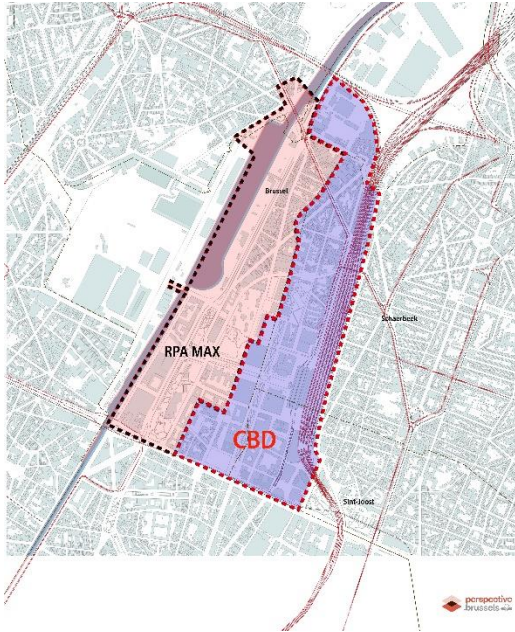 Brussel
Schaerbeek
RPA MAX
CBD
Sint-Joost
perspective
.brussels